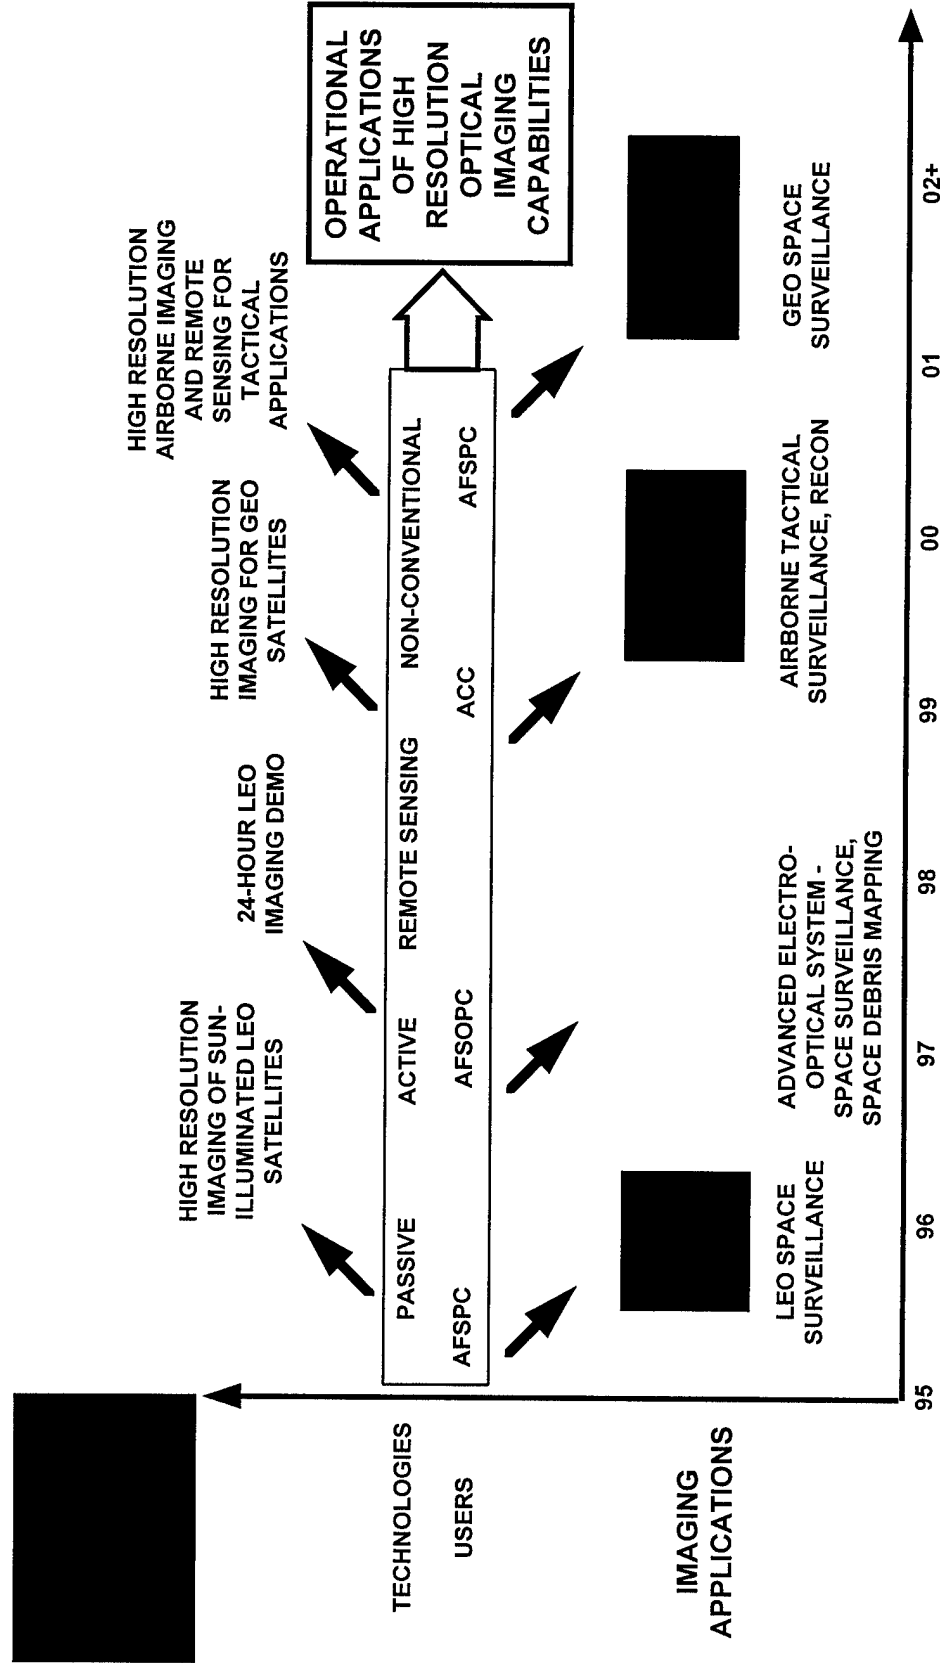 HIGH RESOLUTION
IMAGING OF SUN-
ILLUMINATED LEO
SATELLITES
24-HOUR LEO
IMAGING DEMO
HIGH RESOLUTION
IMAGING FOR GEO
SATELLITES
HIGH RESOLUTION
AIRBORNE IMAGING
AND REMOTE
SENSING FOR
TACTICAL
APPLICATIONS
TECHNOLOGIES
PASSIVE
ACTIVE
REMOTE SENSING
NON-CONVENTIONAL
USERS
AFSPC
AFSOPC
ACC
AFSPC
OPERATIONAL
APPLICATIONS
OF HIGH
RESOLUTION
OPTICAL
IMAGING
CAPABILITIES
IMAGING
APPLICATIONS
LEO SPACE
SURVEILLANCE
ADVANCED ELECTRO-
OPTICAL SYSTEM -
SPACE SURVEILLANCE,
SPACE DEBRIS MAPPING
AIRBORNE TACTICAL
SURVEILLANCE, RECON
GEO SPACE
SURVEILLANCE
95
96
97
98
99
00
01
02+